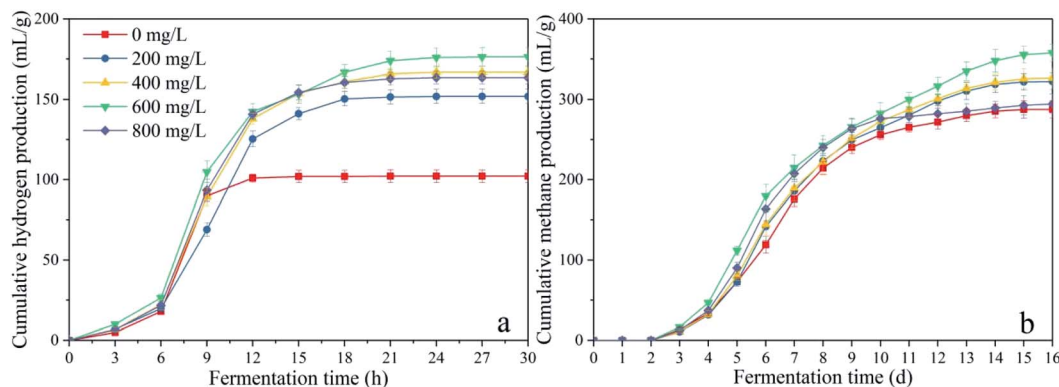 Cumulative hydrogen production (mL/g)
200
150
100
50
0
0 mg/L
200 mg/L
400 mg/L
600 mg/L
800 mg/L
a
0 3 6 9 12 15 18 21 24 27 30
Fermentation time (h)
Cumulative methane production (mL/g)
400
300
200
100
0
b
0 1 2 3 4 5 6 7 8 9 10 11 12 13 14 15 16
Fermentation time (d)